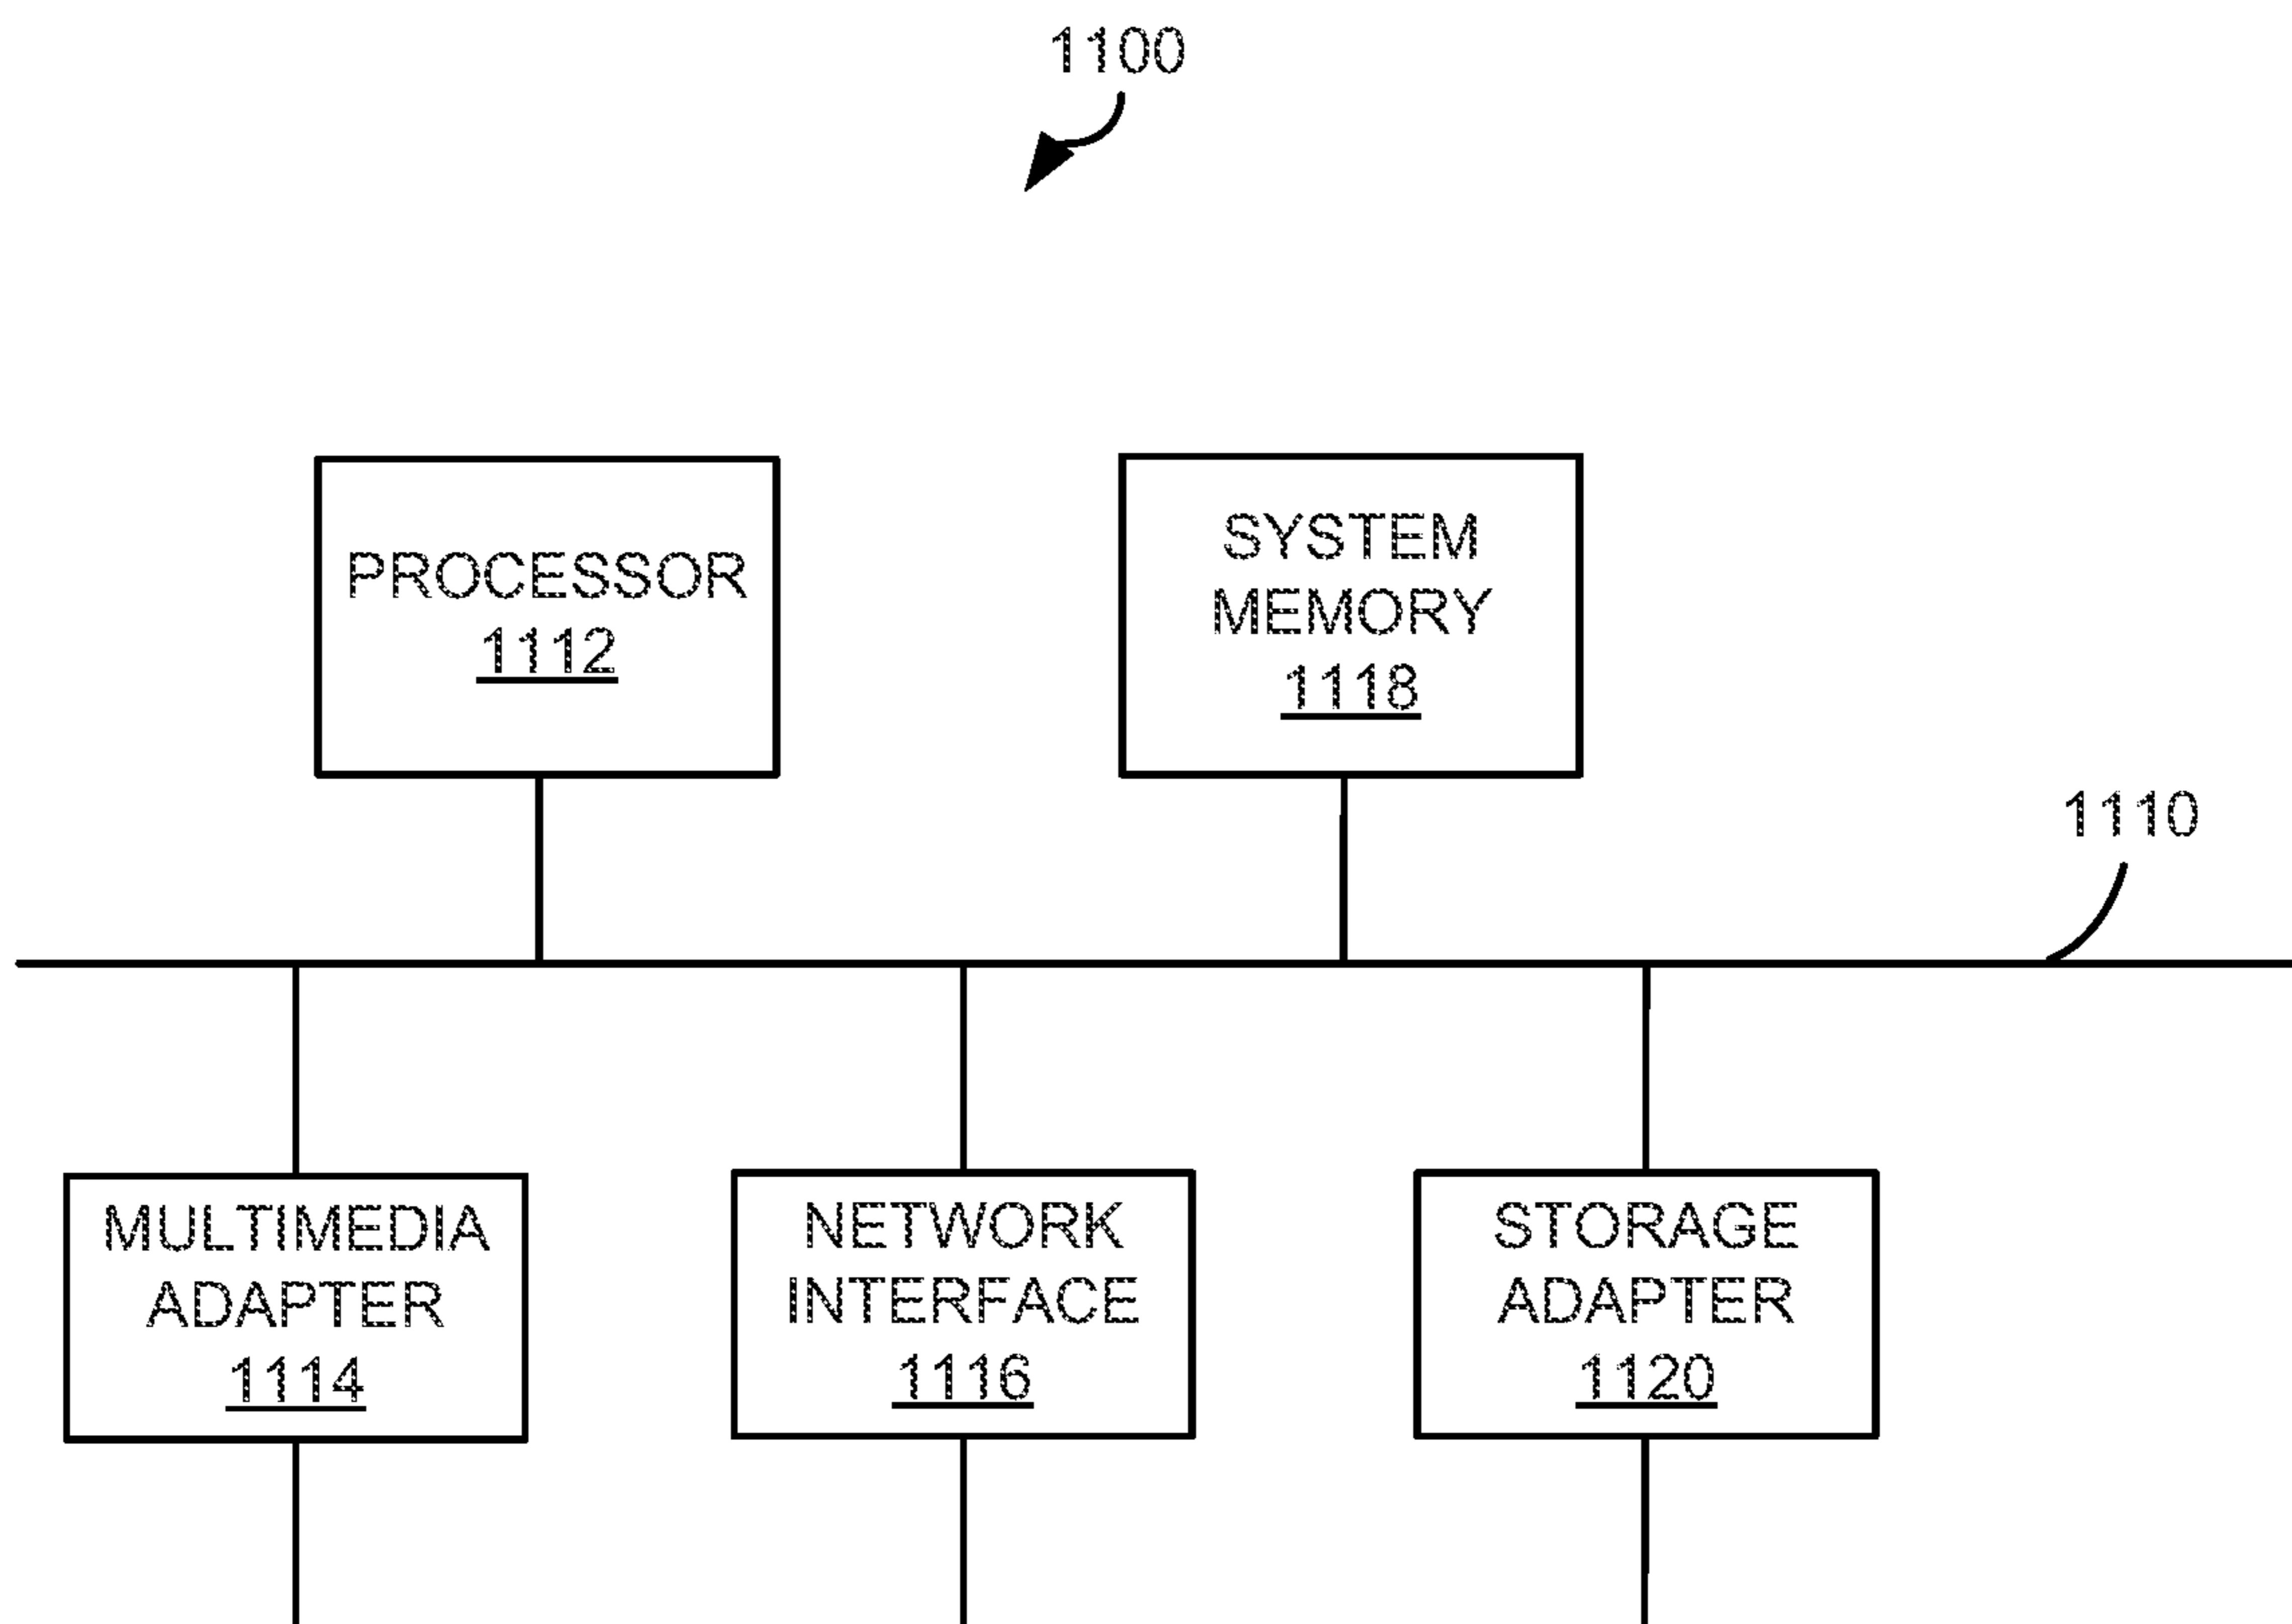 1100
PROCESSOR
1112
SYSTEM
MEMORY
1118
1110
MULTIMEDIA
ADAPTER
1114
NETWORK
INTERFACE
1116
STORAGE
ADAPTER
1120